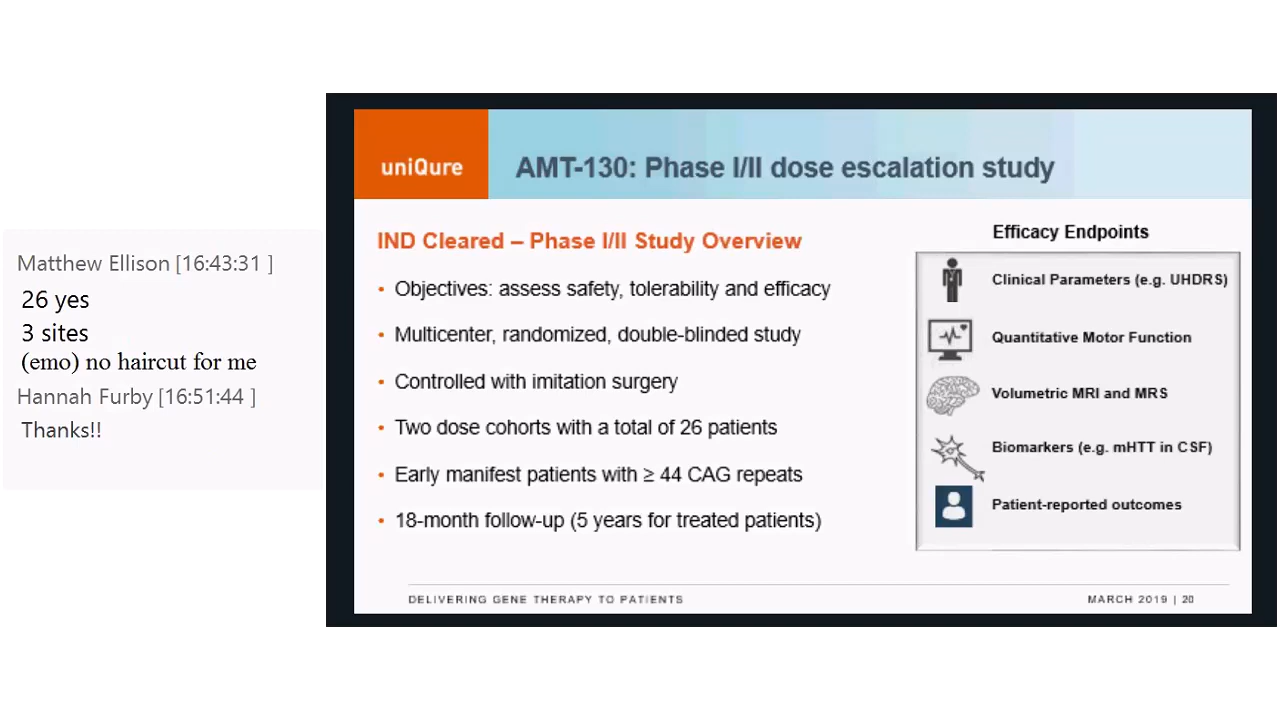 Matthew Ellison [16:43:31 ]
26 yes
3 sites
(emo) no haircut for me
Hannah Furby [16:51:44 ]
Thanks!!
uniQure
AMT-130: Phase I/II dose escalation study
IND Cleared – Phase I/II Study Overview
• Objectives: assess safety, tolerability and efficacy
• Multicenter, randomized, double-blinded study
• Controlled with imitation surgery
• Two dose cohorts with a total of 26 patients
• Early manifest patients with ≥ 44 CAG repeats
• 18-month follow-up (5 years for treated patients)
Efficacy Endpoints
Clinical Parameters (e.g. UHDRS)
Quantitative Motor Function
Volumetric MRI and MRS
Biomarkers (e.g. mHTT in CSF)
Patient-reported outcomes
DELIVERING GENE THERAPY TO PATIENTS
MARCH 2019 | 20